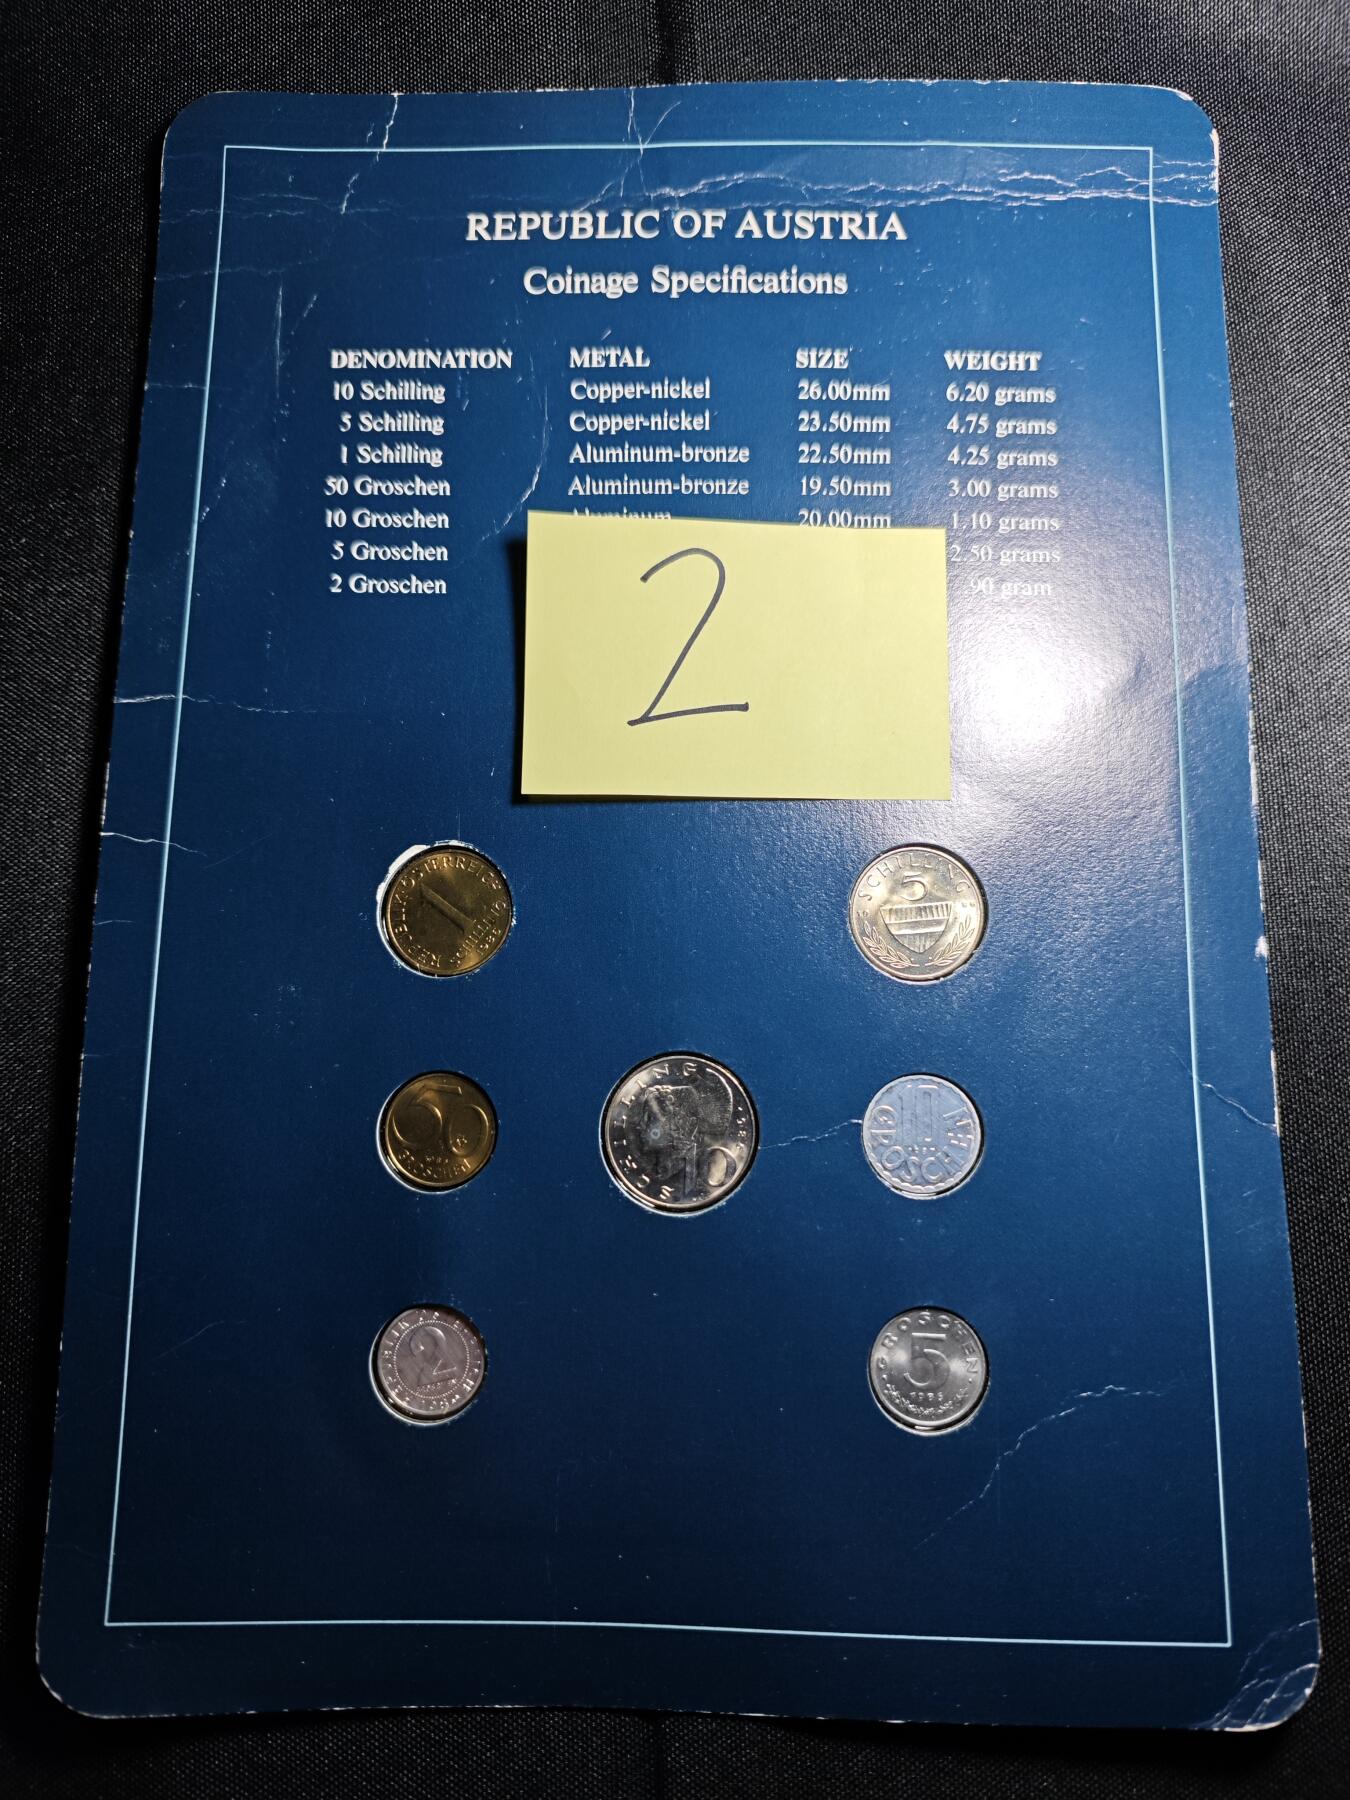 REPUBLIC OF AUSTRIA
Coinage Specifications
DENOMINATION METAL SIZE WEIGHT
10 Schilling Copper-nickel 26.00mm 6.20 grams
5 Schilling Copper-nickel 23.50mm 4.75 grams
1 Schilling Aluminum-bronze 22.50mm 4.25 grams
50 Groschen Aluminum-bronze 19.50mm 3.00 grams
10 Groschen Aluminum 20.00mm 1.10 grams
5 Groschen 2.50 grams
2 Groschen .90 gram
2
REPUBLIK ÖSTERREICH
1
SCHILLING
5
50
GROSCHEN
SCHILLING
10
10
GROSCHEN
2
GROSCHEN
5